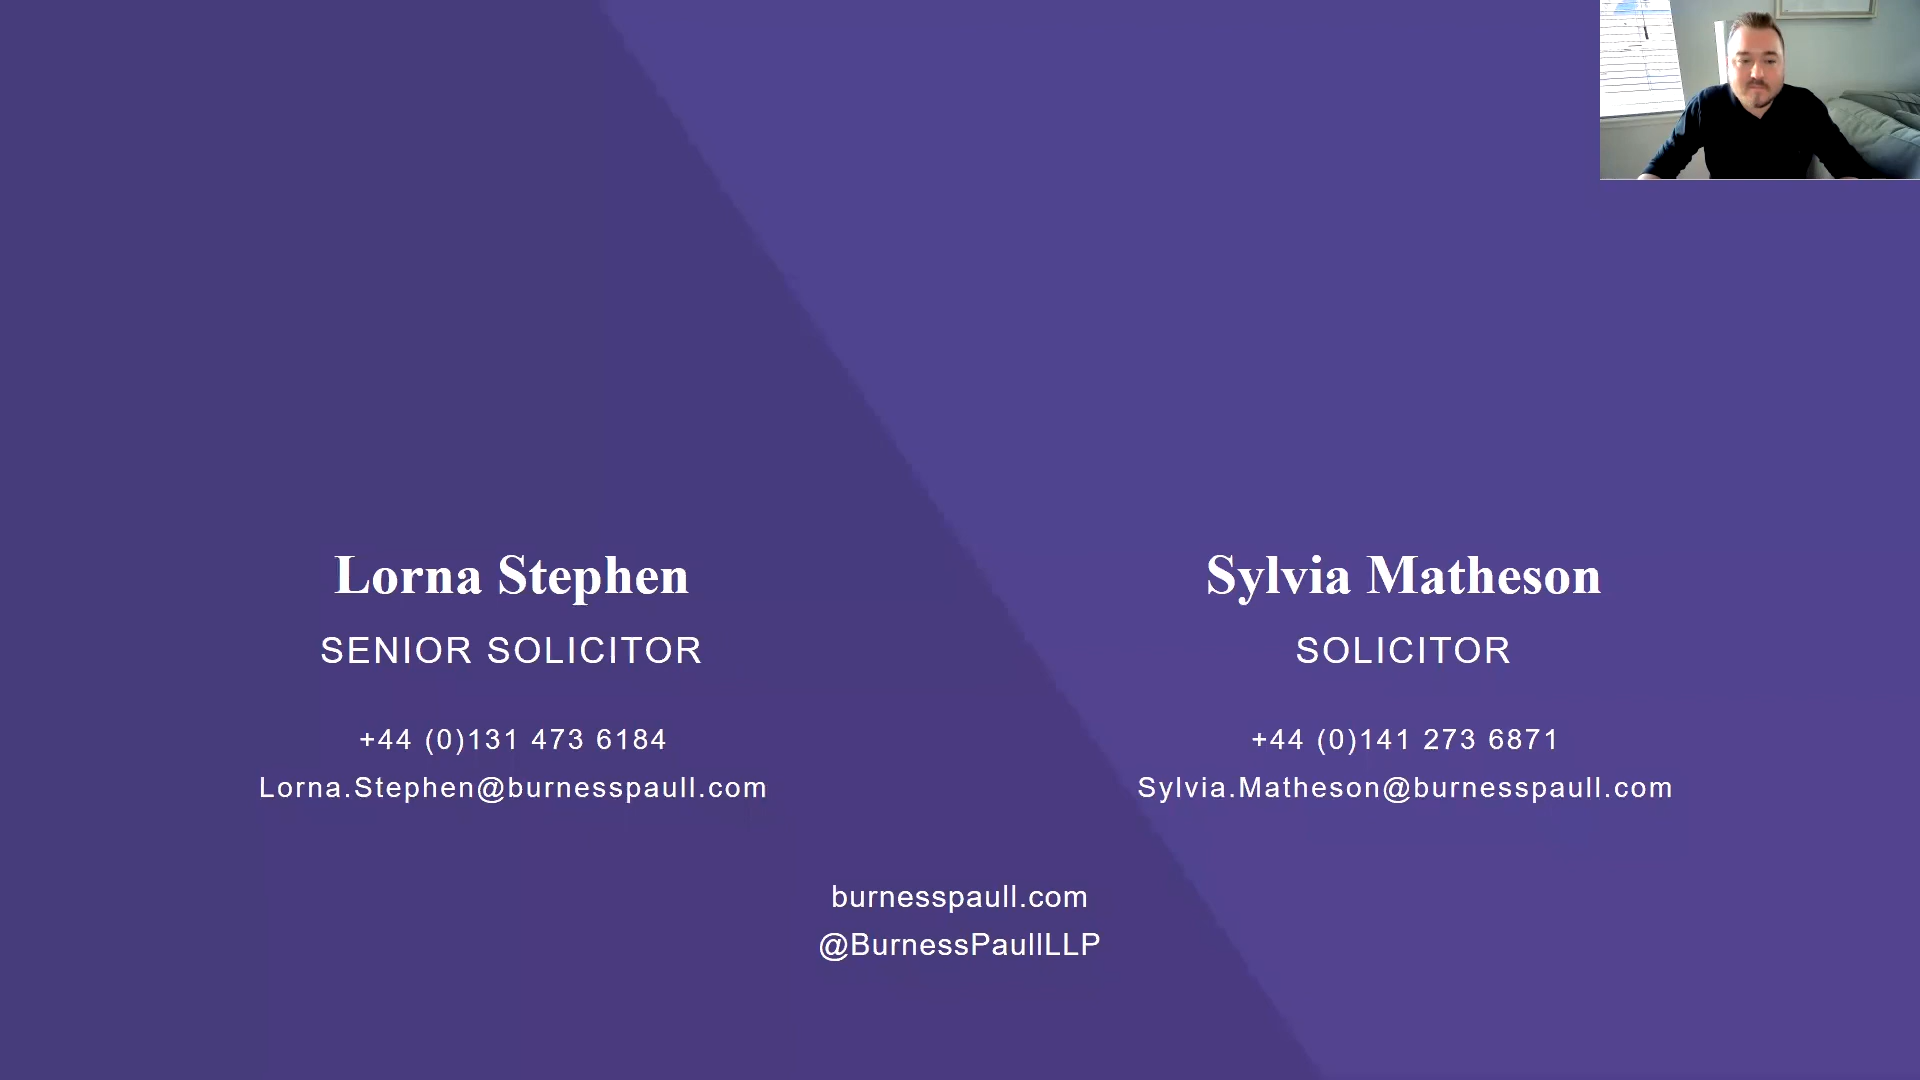 Lorna Stephen
SENIOR SOLICITOR
+44 (0)131 473 6184
Lorna.Stephen@burnesspaull.com
Sylvia Matheson
SOLICITOR
+44 (0)141 273 6871
Sylvia.Matheson@burnesspaull.com
burnesspaull.com
@BurnessPaullLLP